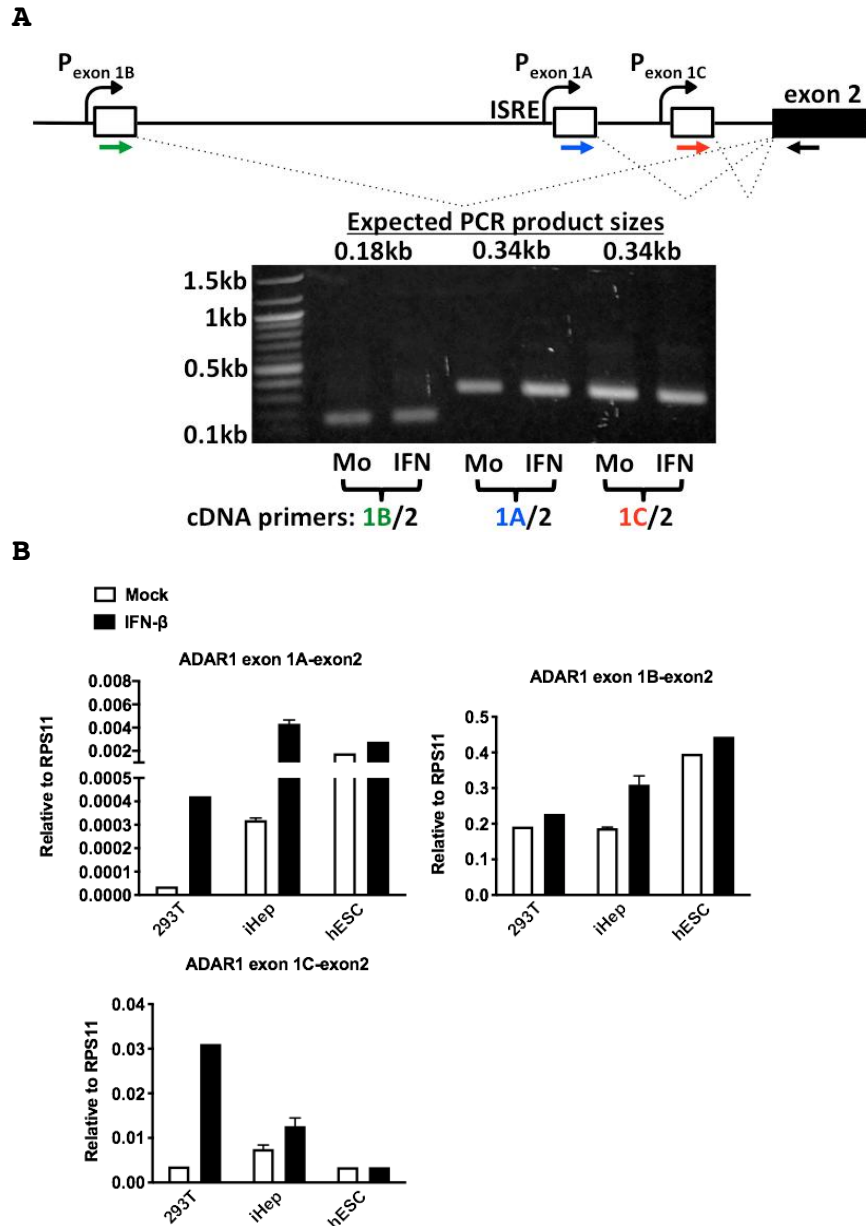 A
P exon 1B
P exon 1A
P exon 1C
ISRE
exon 2
Expected PCR product sizes
0.18kb 0.34kb 0.34kb
1.5kb
1kb
0.5kb
0.1kb
Mo IFN Mo IFN Mo IFN
cDNA primers: 1B/2 1A/2 1C/2
B
Mock
IFN-β
ADAR1 exon 1A-exon2
Relative to RPS11
0.008
0.006
0.004
0.002
0.0005
0.0004
0.0003
0.0002
0.0001
0.0000
293T
iHep
hESC
ADAR1 exon 1B-exon2
Relative to RPS11
0.5
0.4
0.3
0.2
0.1
0.0
293T
iHep
hESC
ADAR1 exon 1C-exon2
Relative to RPS11
0.04
0.03
0.02
0.01
0.00
293T
iHep
hESC